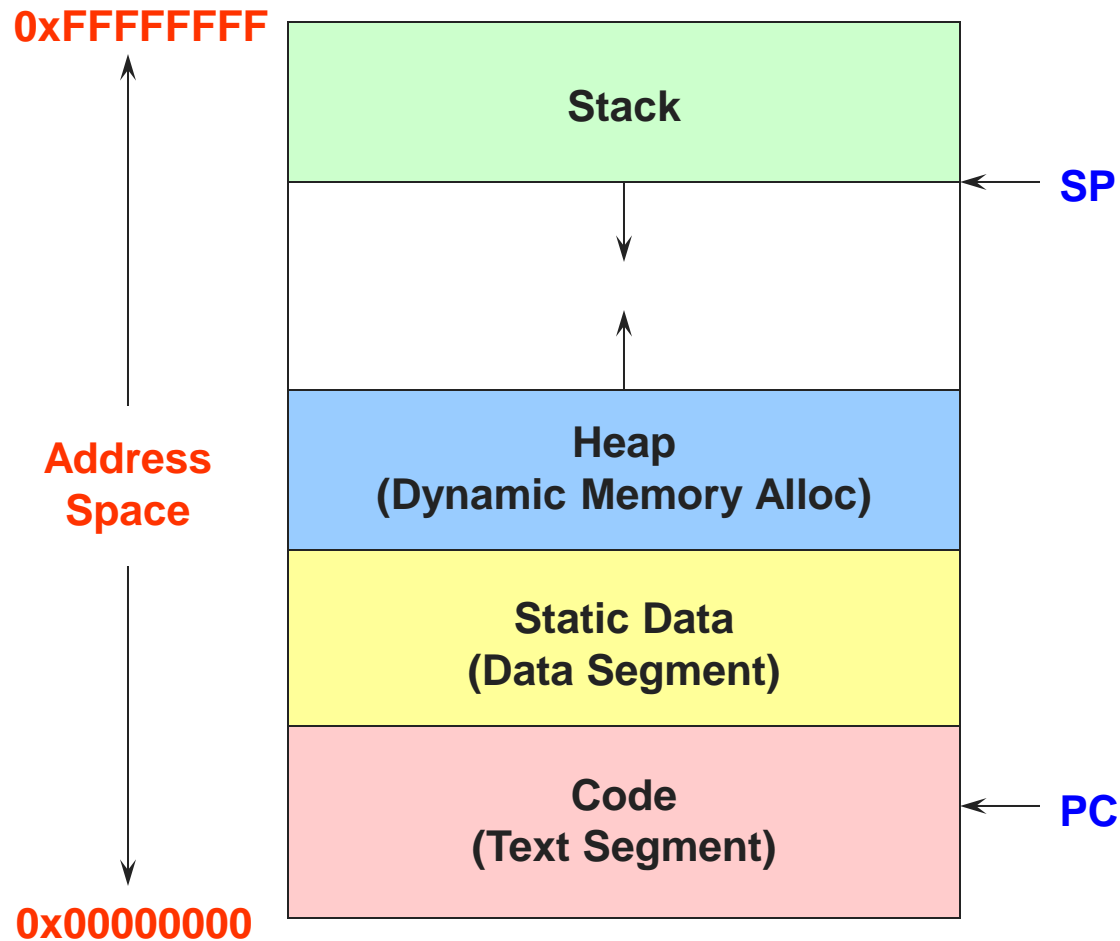 0xFFFFFFFF
Stack
SP
Heap
(Dynamic Memory Alloc)
Address
Space
Static Data
(Data Segment)
Code
(Text Segment)
PC
0x00000000